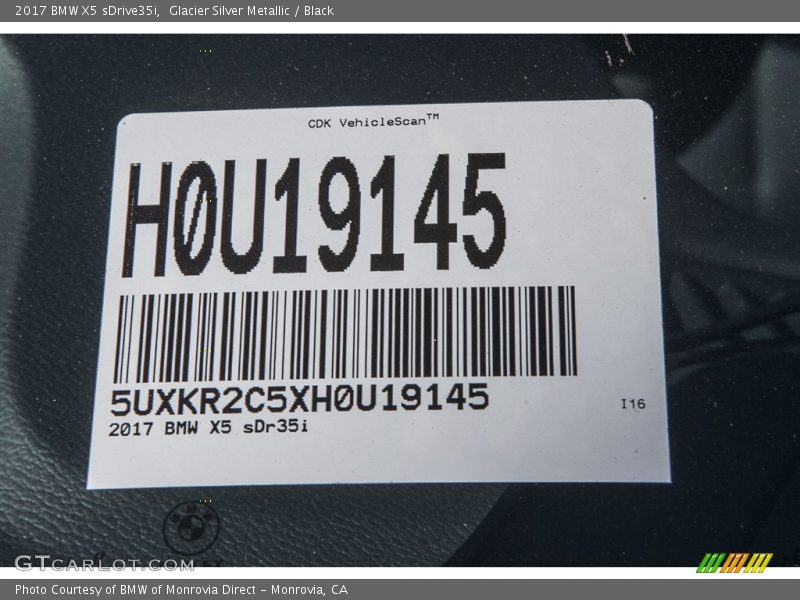 2017 BMW X5 sDrive35i,  Glacier Silver Metallic / Black
CDK VehicleScan™
H0U19145
5UXKR2C5XH0U19145
2017 BMW X5 sDr35i
I16
GTCARLOT.COM
Photo Courtesy of BMW of Monrovia Direct – Monrovia, CA